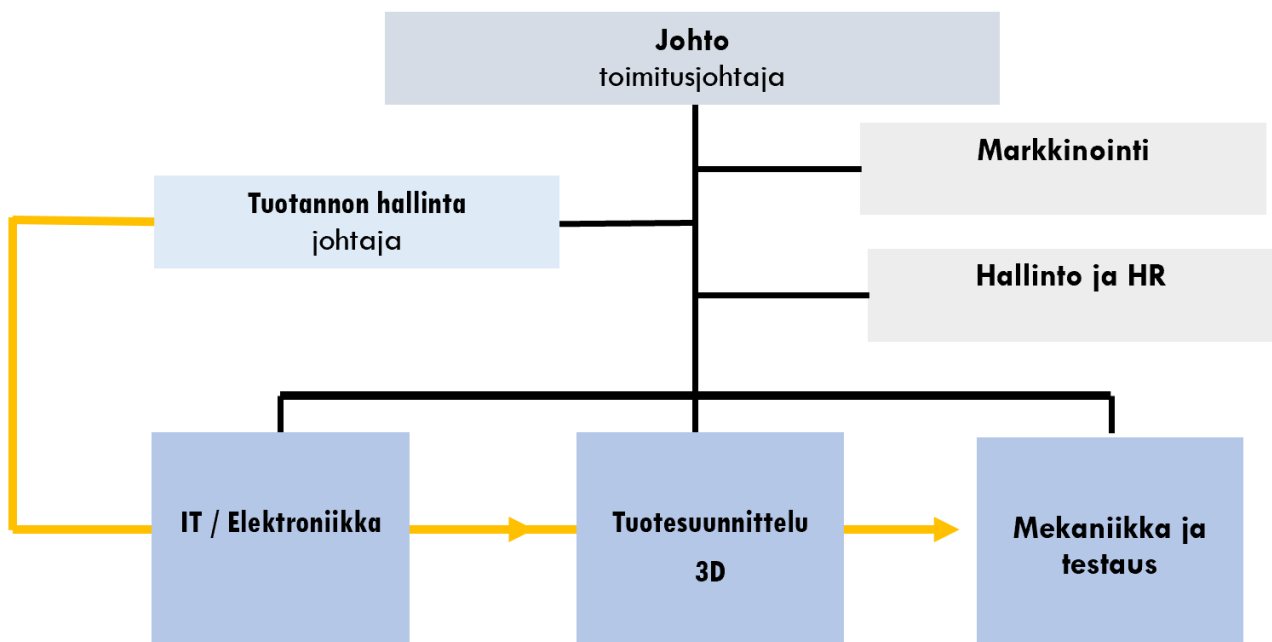 Johto
toimitusjohtaja
Markkinointi
Tuotannon hallinta
johtaja
Hallinto ja HR
IT / Elektroniikka
Tuotesuunnittelu
3D
Mekaniikka ja
testaus